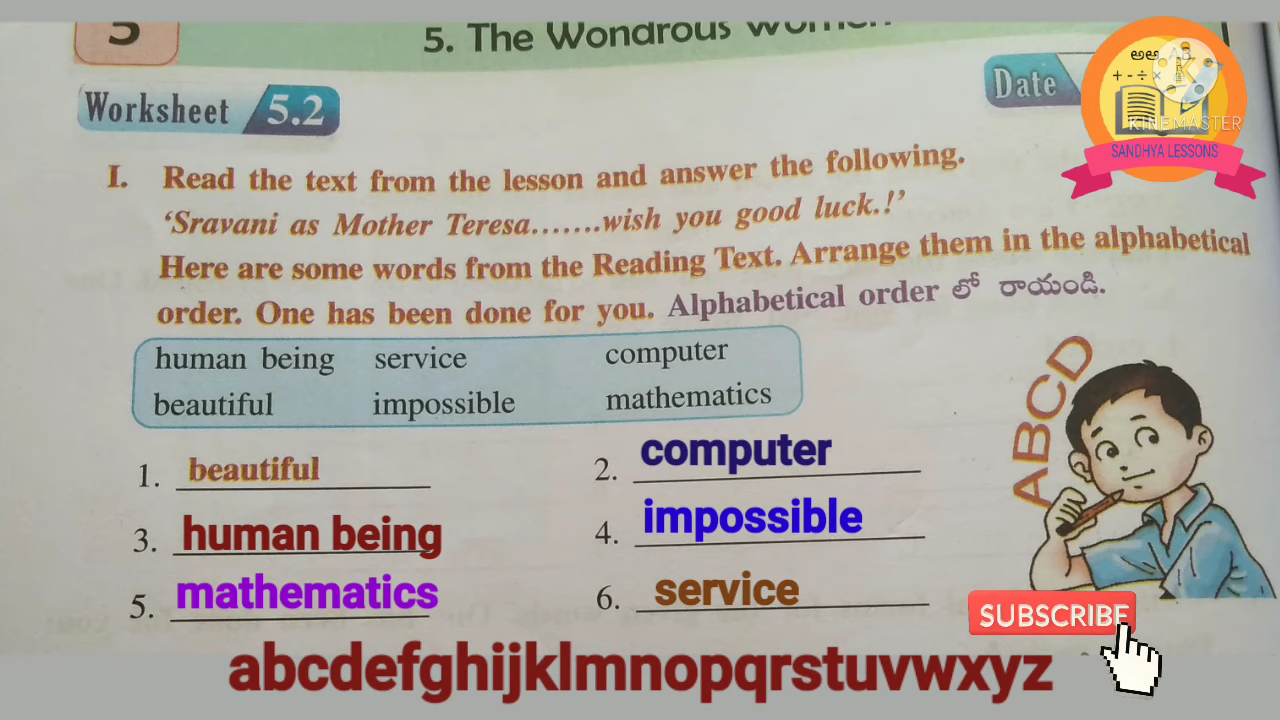 5
5. The Wondrous Women
Worksheet 5.2
Date
అఆ AB
+ - ÷ ×
KINEMASTER
SANDHYA LESSONS
I. Read the text from the lesson and answer the following.
‘Sravani as Mother Teresa.......wish you good luck.!’
Here are some words from the Reading Text. Arrange them in the alphabetical
order. One has been done for you. Alphabetical order లో రాయండి.
human being service computer
beautiful impossible mathematics
1. beautiful 2. computer
3. human being 4. impossible
5. mathematics 6. service
ABCD
SUBSCRIBE
abcdefghijklmnopqrstuvwxyz